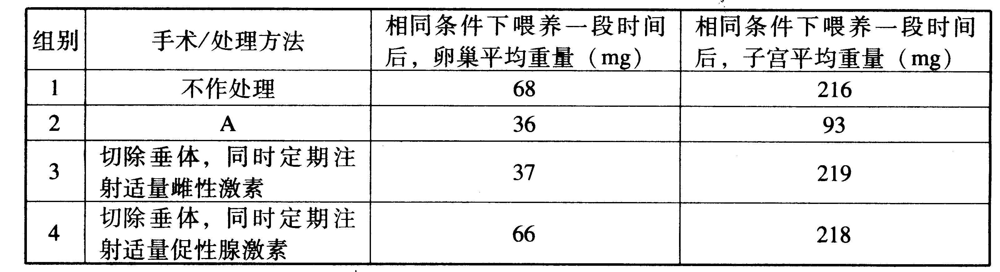 组别
手术/处理方法
相同条件下喂养一段时间
后，卵巢平均重量（mg）
相同条件下喂养一段时间
后，子宫平均重量（mg）
1
不作处理
68
216
2
A
36
93
3
切除垂体，同时定期注
射适量雌性激素
37
219
4
切除垂体，同时定期注
射适量促性腺激素
66
218